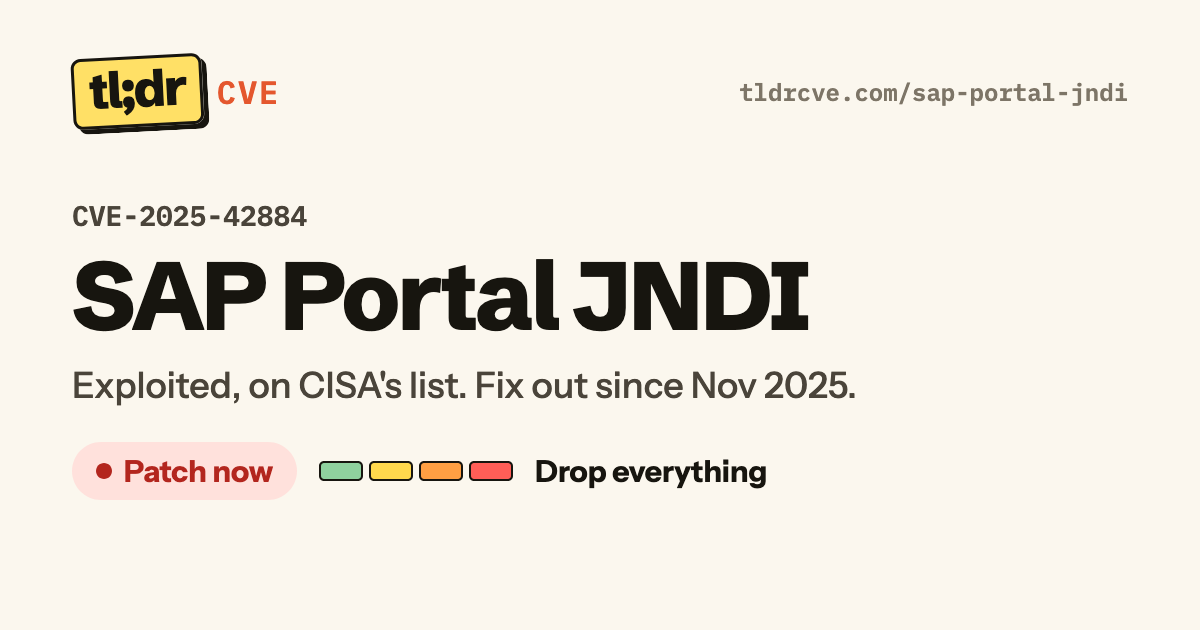 tl;dr CVE
tldrcve.com/sap-portal-jndi
CVE-2025-42884
SAP Portal JNDI
Exploited, on CISA's list. Fix out since Nov 2025.
Patch now
Drop everything